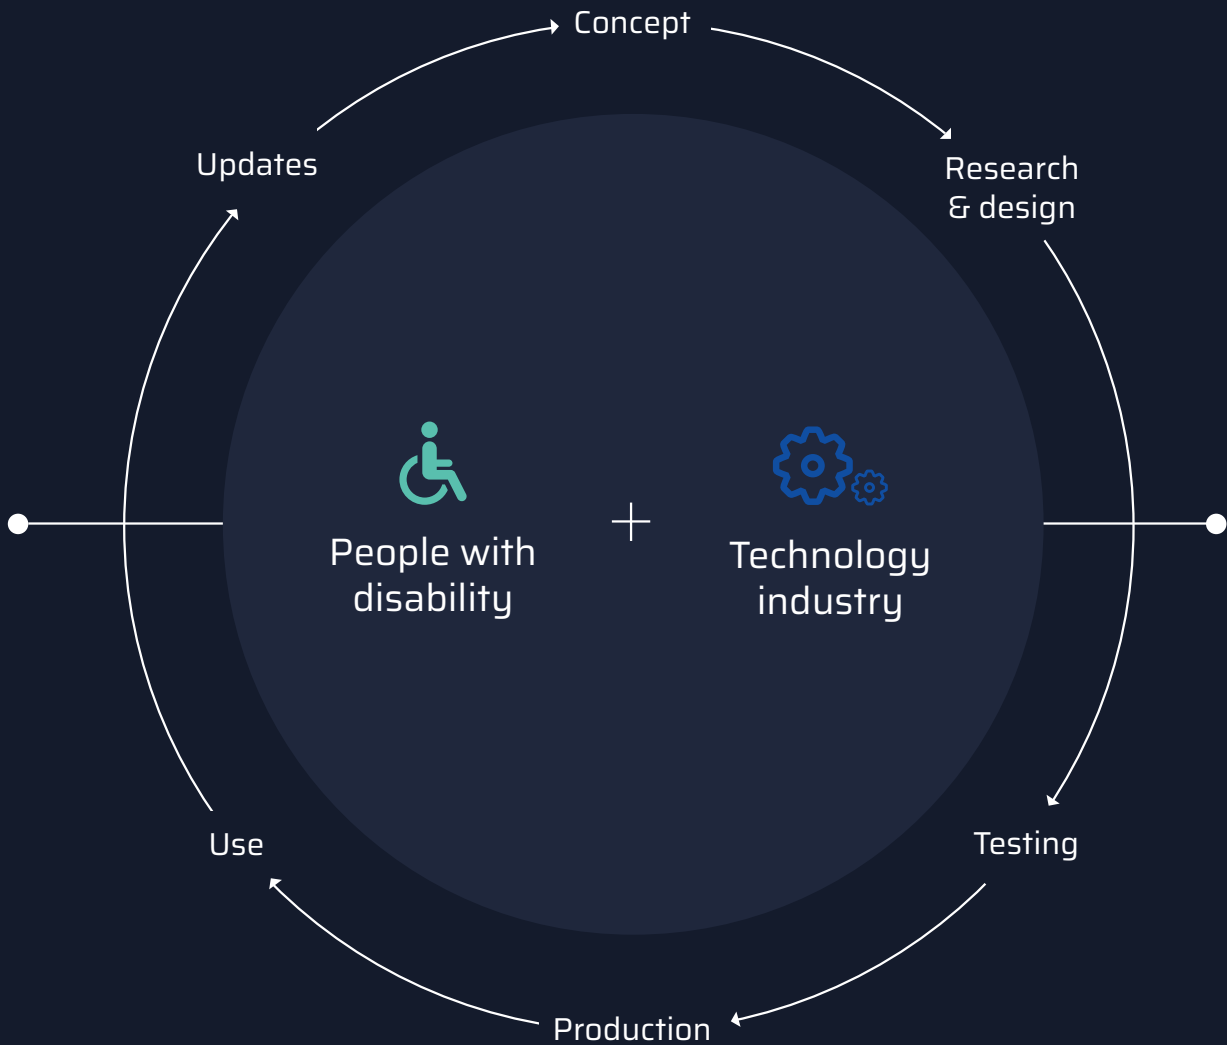 Concept
Research
& design
Testing
Production
Use
Updates
People with
disability
Technology
industry